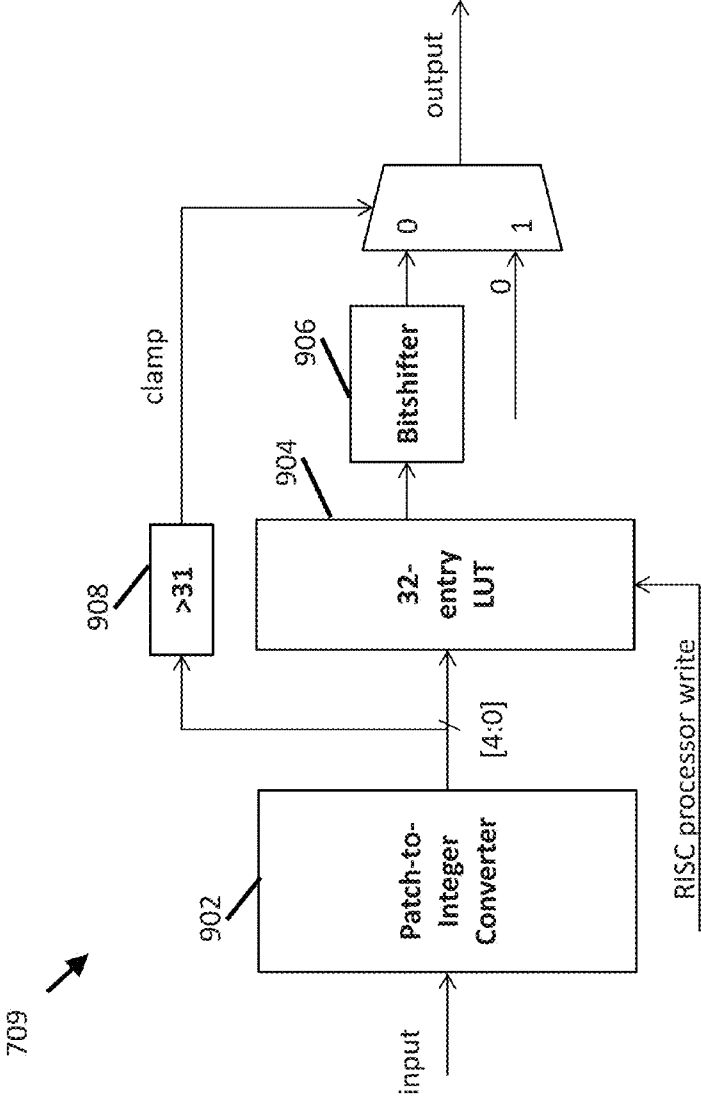 709
input
902
Patch-to-
Integer
Converter
[4:0]
RISC processor write
908
>31
904
32-
entry
LUT
clamp
906
Bitshifter
0
0
1
output